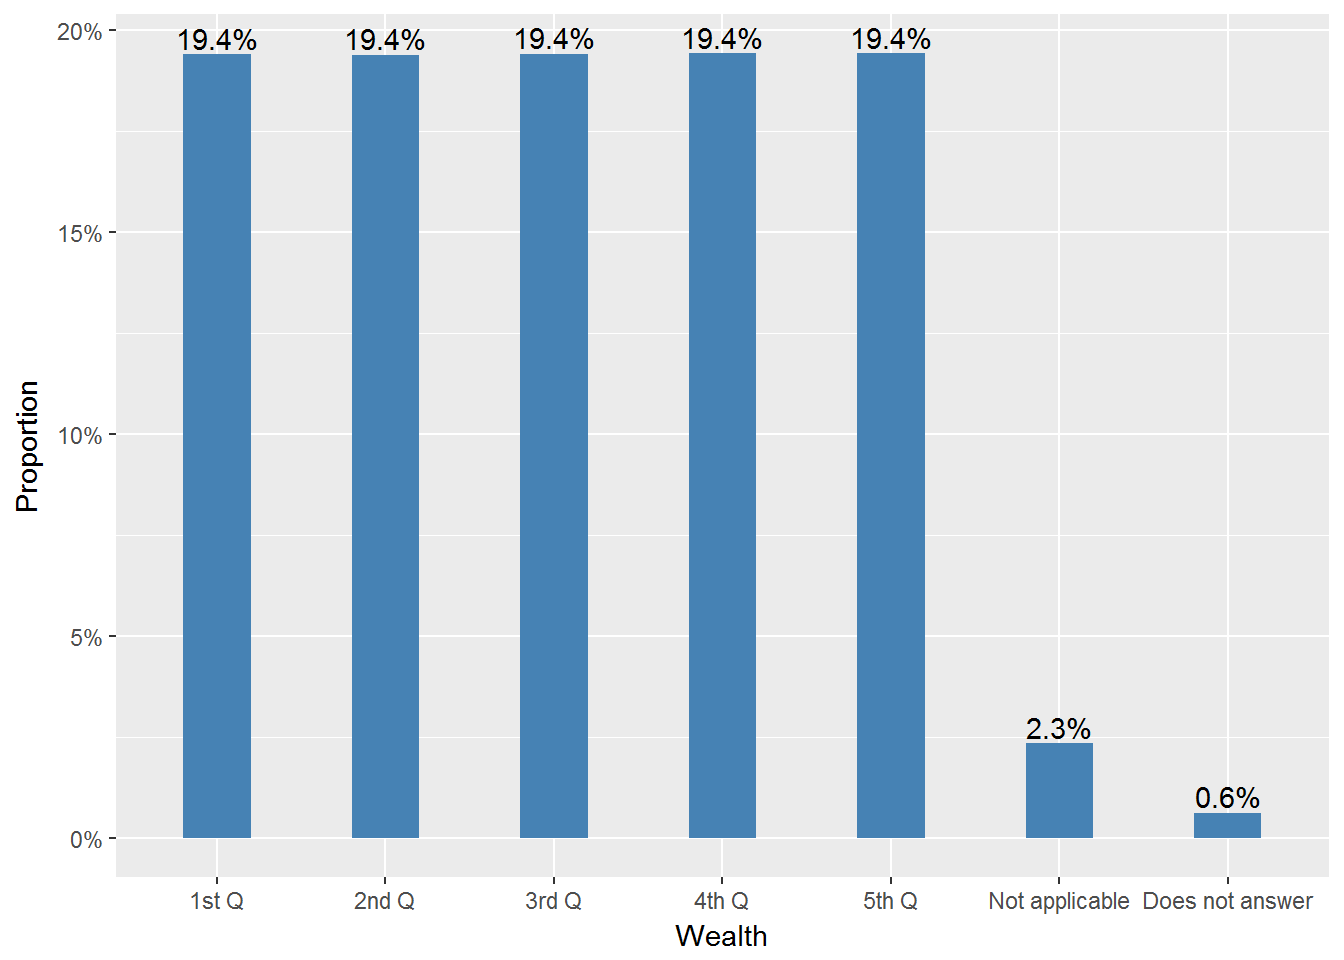 20%
15%
10%
5%
0%
Proportion
19.4% 19.4% 19.4% 19.4% 19.4%
2.3%
0.6%
1st Q 2nd Q 3rd Q 4th Q 5th Q Not applicable Does not answer
Wealth